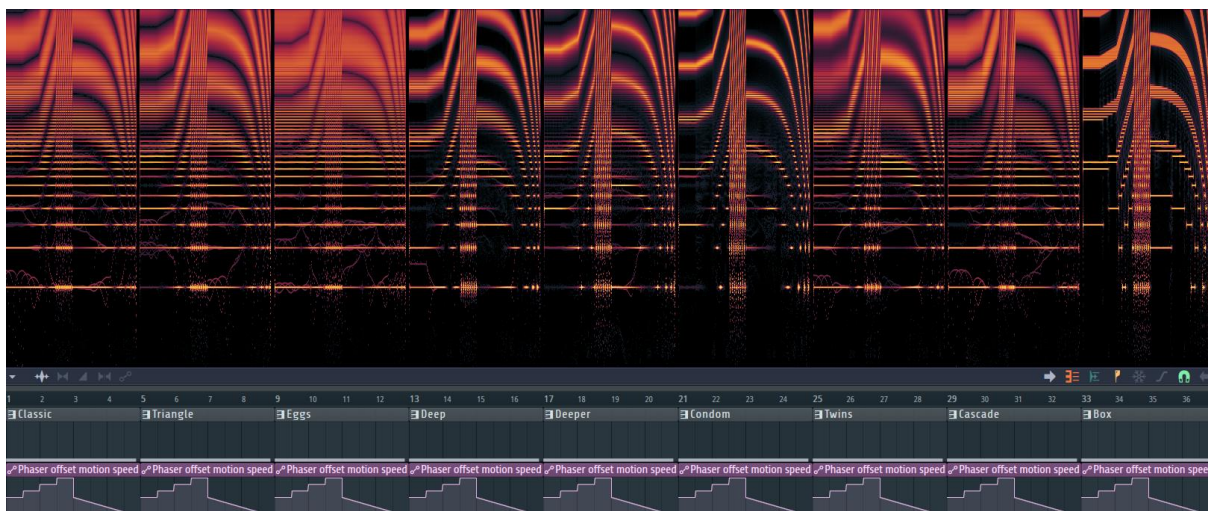 1 2 3 4 5 6 7 8 9 10 11 12 13 14 15 16 17 18 19 20 21 22 23 24 25 26 27 28 29 30 31 32 33 34 35 36
Classic Triangle Eggs Deep Deeper Condom Twins Cascade Box
Phaser offset motion speed Phaser offset motion speed Phaser offset motion speed Phaser offset motion speed Phaser offset motion speed Phaser offset motion speed Phaser offset motion speed Phaser offset motion speed Phaser offset motion spee